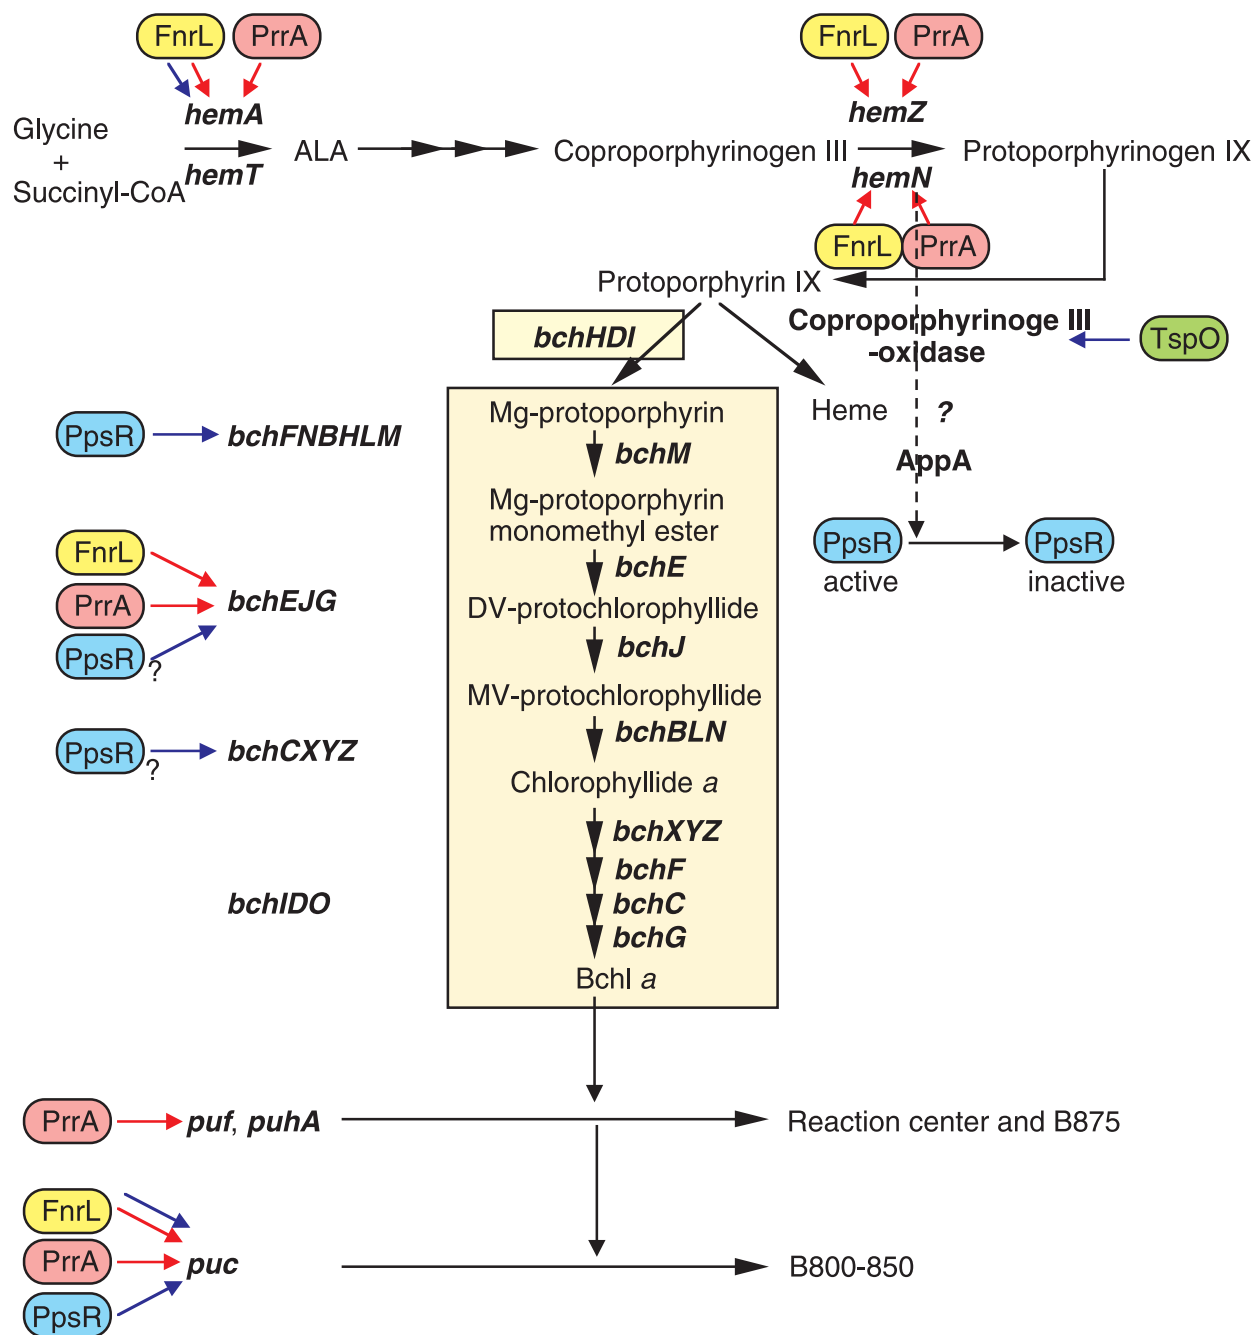 FnrL PrrA
FnrL PrrA
hemA
hemZ
Glycine
+
Succinyl-CoA
hemT
ALA
Coproporphyrinogen III
hemN
Protoporphyrinogen IX
FnrL PrrA
Protoporphyrin IX
bchHDI
Coproporphyrinoge III
-oxidase
TspO
Mg-protoporphyrin
Heme
?
PpsR
bchFNBHLM
bchM
AppA
Mg-protoporphyrin
monomethyl ester
PpsR
active
PpsR
inactive
FnrL
PrrA
PpsR
?
bchEJG
bchE
DV-protochlorophyllide
bchJ
MV-protochlorophyllide
bchBLN
PpsR
?
bchCXYZ
Chlorophyllide a
bchXYZ
bchF
bchIDO
bchC
bchG
Bchl a
PrrA
puf, puhA
Reaction center and B875
FnrL
PrrA
PpsR
puc
B800-850